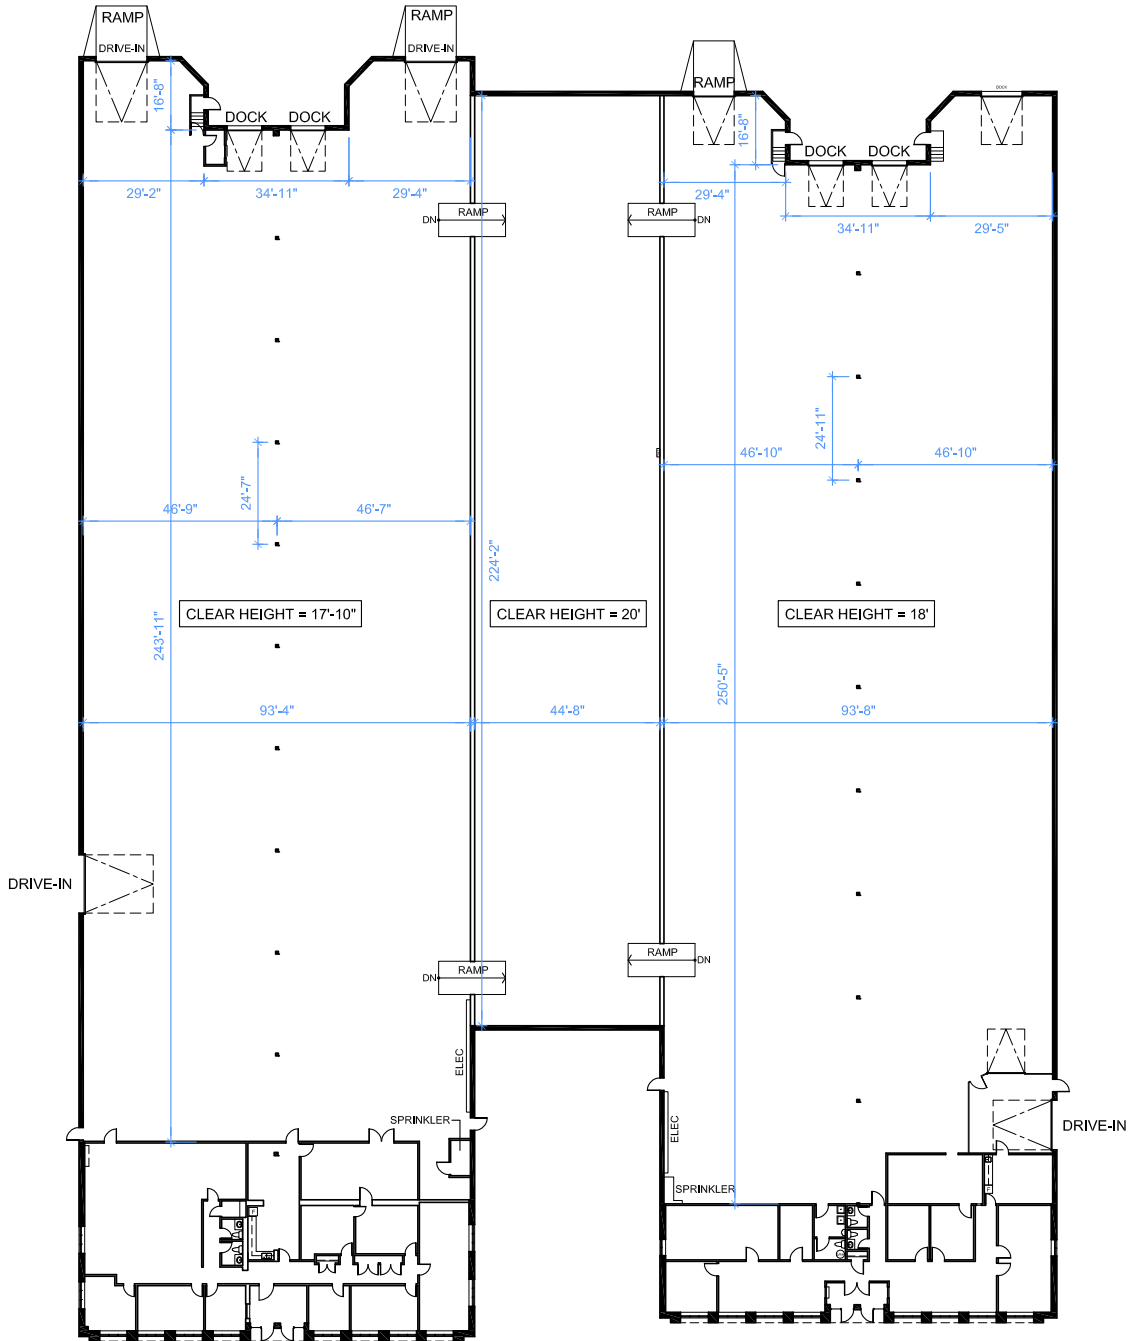 RAMP
RAMP
DRIVE-IN
DRIVE-IN
RAMP
DOCK
16'-8"
DOCK
DOCK
16'-8"
DOCK
DOCK
29'-2"
34'-11"
29'-4"
29'-4"
DN
RAMP
RAMP
DN
34'-11"
29'-5"
24'-11"
46'-10"
46'-10"
24'-7"
46'-9"
46'-7"
224'-2"
CLEAR HEIGHT = 17'-10"
CLEAR HEIGHT = 20'
CLEAR HEIGHT = 18'
243'-11"
250'-5"
93'-4"
44'-8"
93'-8"
DRIVE-IN
RAMP
DN
DN
RAMP
ELEC
SPRINKLER
ELEC
DRIVE-IN
SPRINKLER
F
F